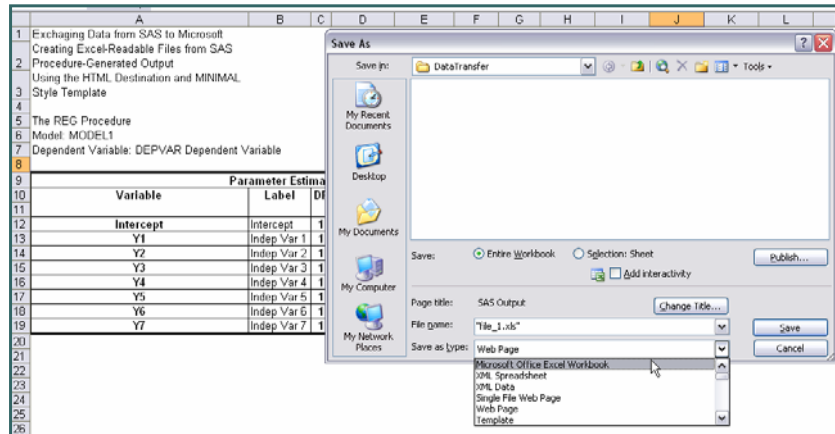 A B C D E F G H I J K L
1 Exchaging Data from SAS to Microsoft
Creating Excel-Readable Files from SAS
2 Procedure-Generated Output
Using the HTML Destination and MINIMAL
3 Style Template
4
5 The REG Procedure
6 Model: MODEL1
7 Dependent Variable: DEPVAR Dependent Variable
8
9 Parameter Estima
10 Variable Label DF
11
12 Intercept Intercept 1
13 Y1 Indep Var 1 1
14 Y2 Indep Var 2 1
15 Y3 Indep Var 3 1
16 Y4 Indep Var 4 1
17 Y5 Indep Var 5 1
18 Y6 Indep Var 6 1
19 Y7 Indep Var 7 1
20
21
22
23
24
25
26
Save As
Save in: DataTransfer Tools
My Recent
Documents
Desktop
My Documents
My Computer
My Network
Places
Save: Entire Workbook Selection: Sheet Publish...
Add interactivity
Page title: SAS Output Change Title...
File name: "file_1.xls" Save
Save as type: Web Page Cancel
Microsoft Office Excel Workbook
XML Spreadsheet
XML Data
Single File Web Page
Web Page
Template